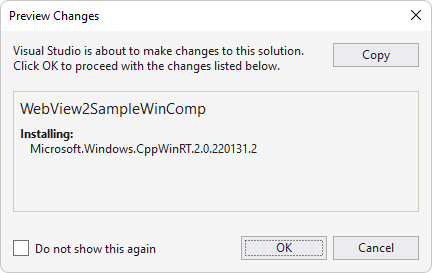 Preview Changes
Visual Studio is about to make changes to this solution.
Click OK to proceed with the changes listed below.
Copy
WebView2SampleWinComp
Installing:
Microsoft.Windows.CppWinRT.2.0.220131.2
Do not show this again
OK
Cancel